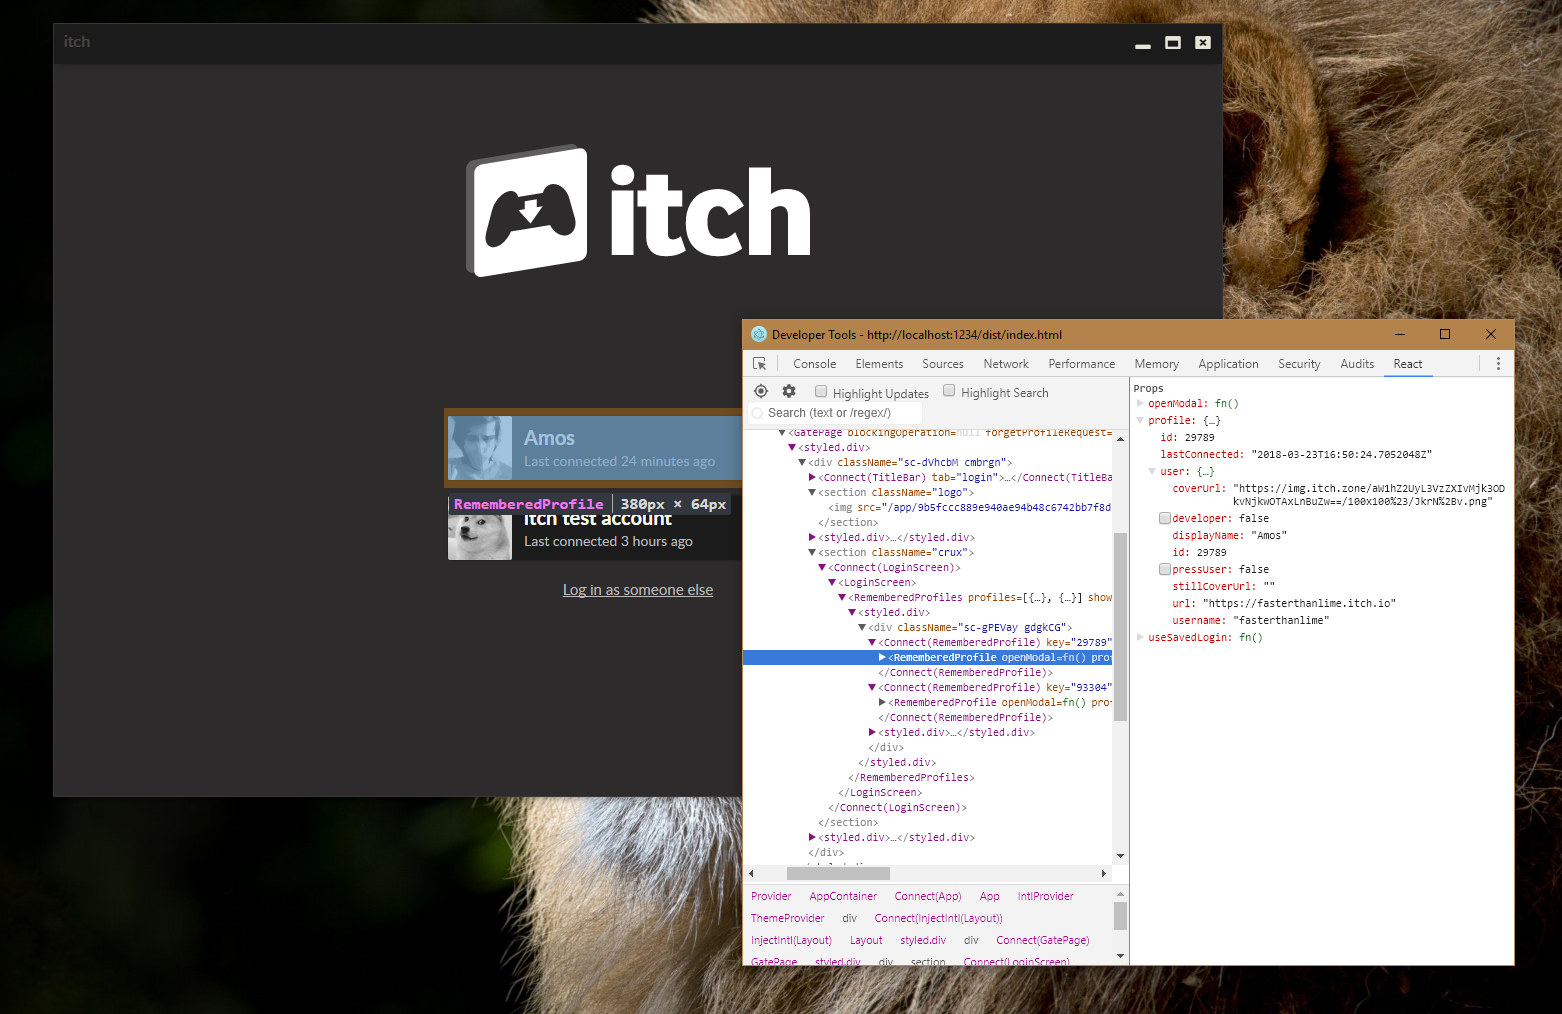 itch
itch
Amos
Last connected 24 minutes ago
RememberedProfile | 380px × 64px
itch test account
Last connected 3 hours ago
Log in as someone else
Developer Tools - http://localhost:1234/dist/index.html
Console Elements Sources Network Performance Memory Application Security Audits React
Highlight Updates Highlight Search
Search (text or /regex/)
<GatePage blockingOperation=null forgetProfileRequest=
<styled.div>
<div className="sc-dVhcbM cmbrgn">
<Connect(TitleBar) tab="login">…</Connect(TitleBa
<section className="logo">
<img src="/app/9b5fccc889e940ae94b48c6742bb7f8d
</section>
<styled.div>…</styled.div>
<section className="crux">
<Connect(LoginScreen)>
<LoginScreen>
<RememberedProfiles profiles=[{…}, {…}] show
<styled.div>
<div className="sc-gPEVay gdgkCG">
<Connect(RememberedProfile) key="29789"
<RememberedProfile openModal=fn() prof
</Connect(RememberedProfile)>
<Connect(RememberedProfile) key="93304"
<RememberedProfile openModal=fn() prof
</Connect(RememberedProfile)>
<styled.div>…</styled.div>
</div>
</styled.div>
</RememberedProfiles>
</LoginScreen>
</Connect(LoginScreen)>
</section>
<styled.div>…</styled.div>
</div>
Provider AppContainer Connect(App) App IntlProvider
ThemeProvider div Connect(InjectIntl(Layout))
InjectIntl(Layout) Layout styled.div div Connect(GatePage)
GatePage styled.div div section Connect(LoginScreen)
Props
openModal: fn()
profile: {…}
id: 29789
lastConnected: "2018-03-23T16:50:24.7052048Z"
user: {…}
coverUrl: "https://img.itch.zone/aW1hZ2UyL3VzZXIvMjk3OD
kvNjkwOTAxLnBuZw==/100x100%23/JkrN%2Bv.png"
developer: false
displayName: "Amos"
id: 29789
pressUser: false
stillCoverUrl: ""
url: "https://fasterthanlime.itch.io"
username: "fasterthanlime"
useSavedLogin: fn()